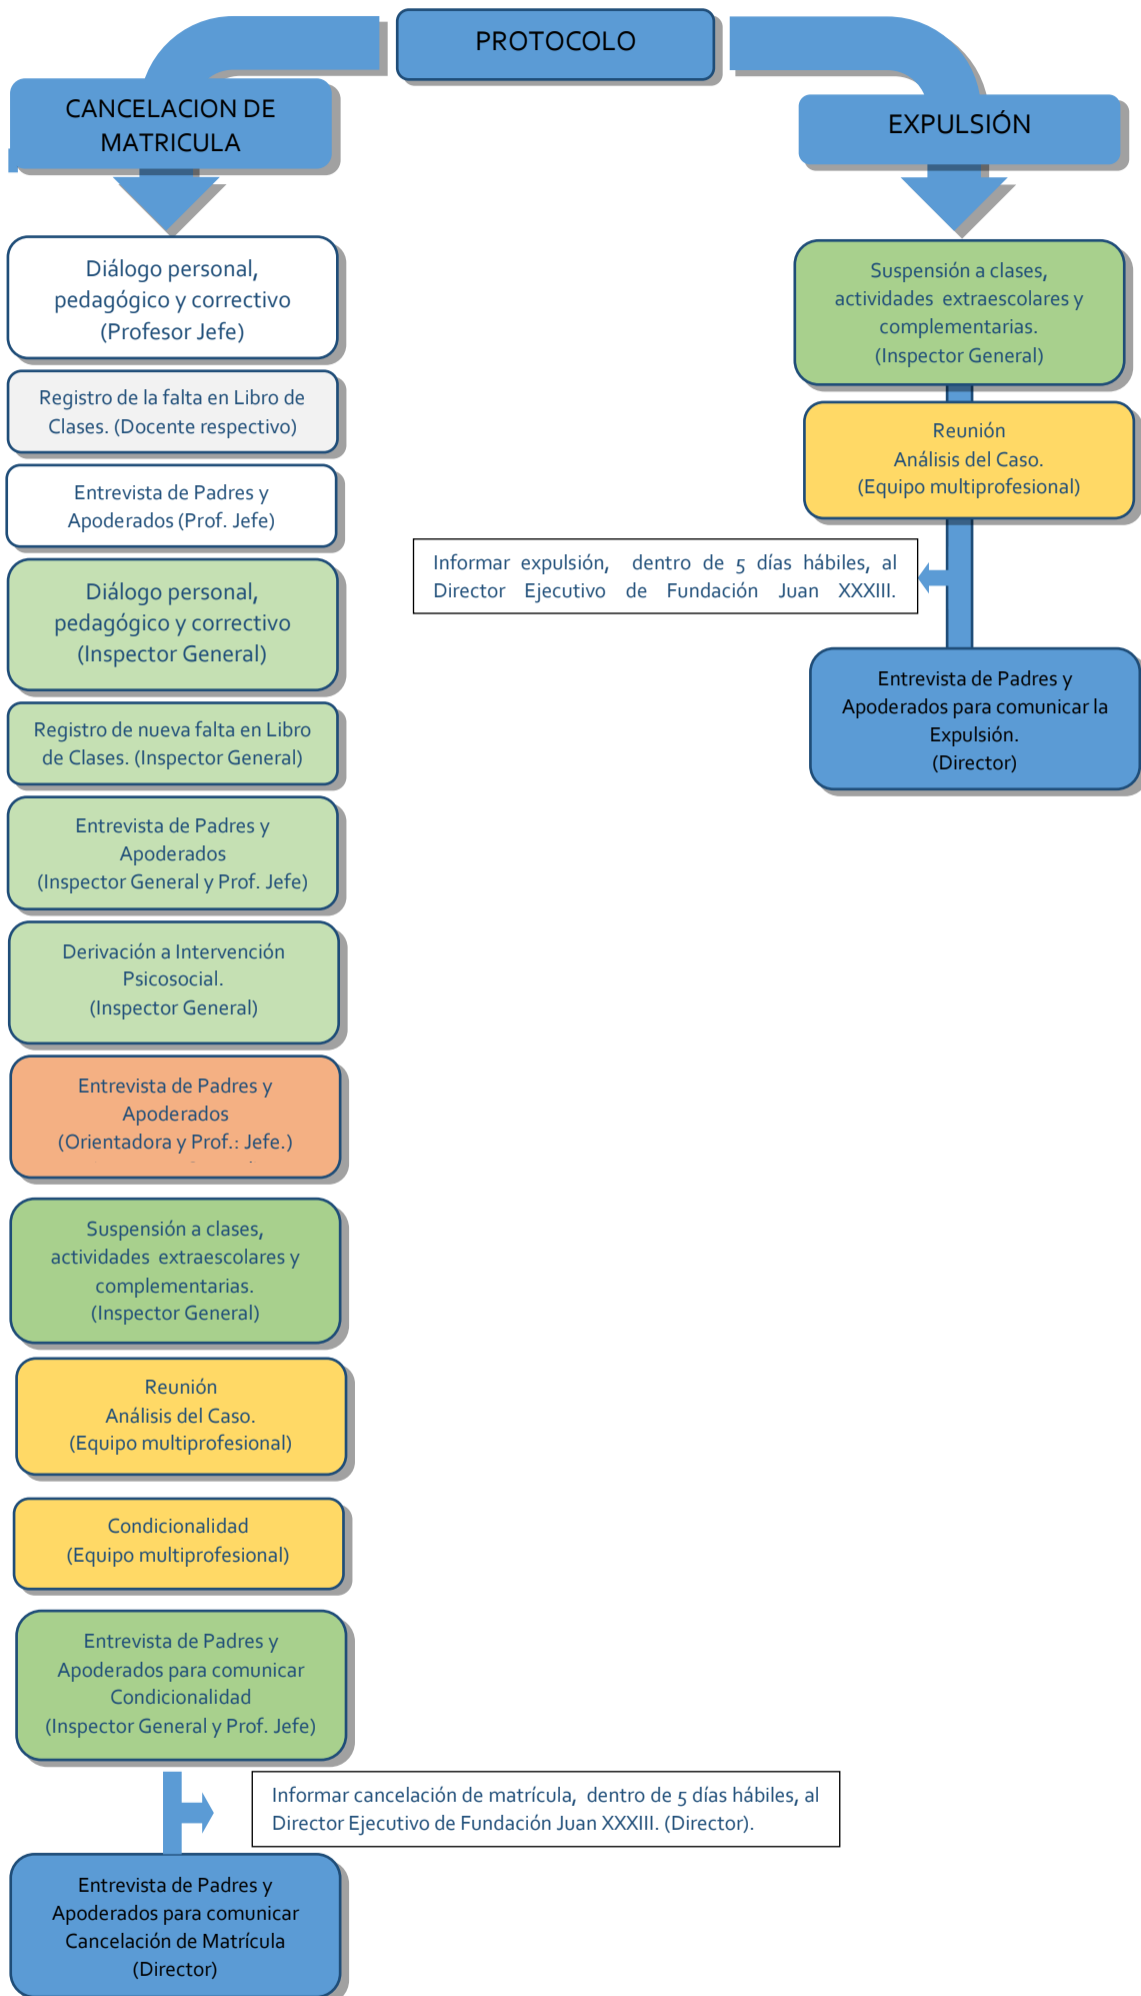 PROTOCOLO
CANCELACION DE
MATRICULA
Diálogo personal,
pedagógico y correctivo
(Profesor Jefe)
Registro de la falta en Libro de
Clases. (Docente respectivo)
Entrevista de Padres y
Apoderados (Prof. Jefe)
Diálogo personal,
pedagógico y correctivo
(Inspector General)
Registro de nueva falta en Libro
de Clases. (Inspector General)
Entrevista de Padres y
Apoderados
(Inspector General y Prof. Jefe)
Derivación a Intervención
Psicosocial.
(Inspector General)
Entrevista de Padres y
Apoderados
(Orientadora y Prof.: Jefe.)
Suspensión a clases,
actividades extraescolares y
complementarias.
(Inspector General)
Reunión
Análisis del Caso.
(Equipo multiprofesional)
Condicionalidad
(Equipo multiprofesional)
Entrevista de Padres y
Apoderados para comunicar
Condicionalidad
(Inspector General y Prof. Jefe)
Informar cancelación de matrícula, dentro de 5 días hábiles, al
Director Ejecutivo de Fundación Juan XXXIII. (Director).
Entrevista de Padres y
Apoderados para comunicar
Cancelación de Matrícula
(Director)
EXPULSIÓN
Suspensión a clases,
actividades extraescolares y
complementarias.
(Inspector General)
Reunión
Análisis del Caso.
(Equipo multiprofesional)
Informar expulsión, dentro de 5 días hábiles, al
Director Ejecutivo de Fundación Juan XXXIII.
Entrevista de Padres y
Apoderados para comunicar la
Expulsión.
(Director)